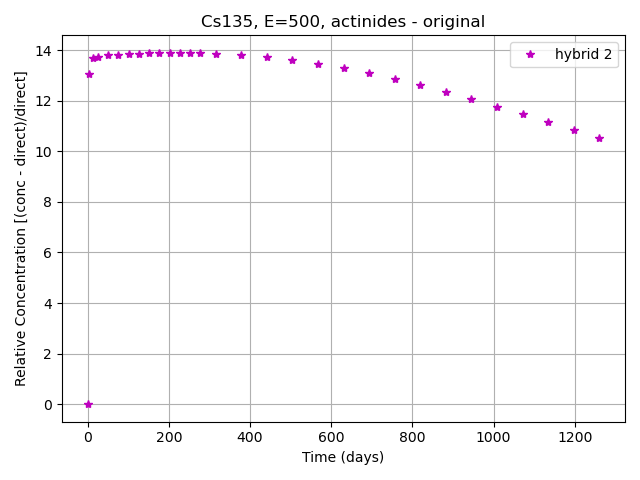 Cs135, E=500, actinides - original
hybrid 2
Relative Concentration [(conc - direct)/direct]
14
12
10
8
6
4
2
0
0 200 400 600 800 1000 1200
Time (days)